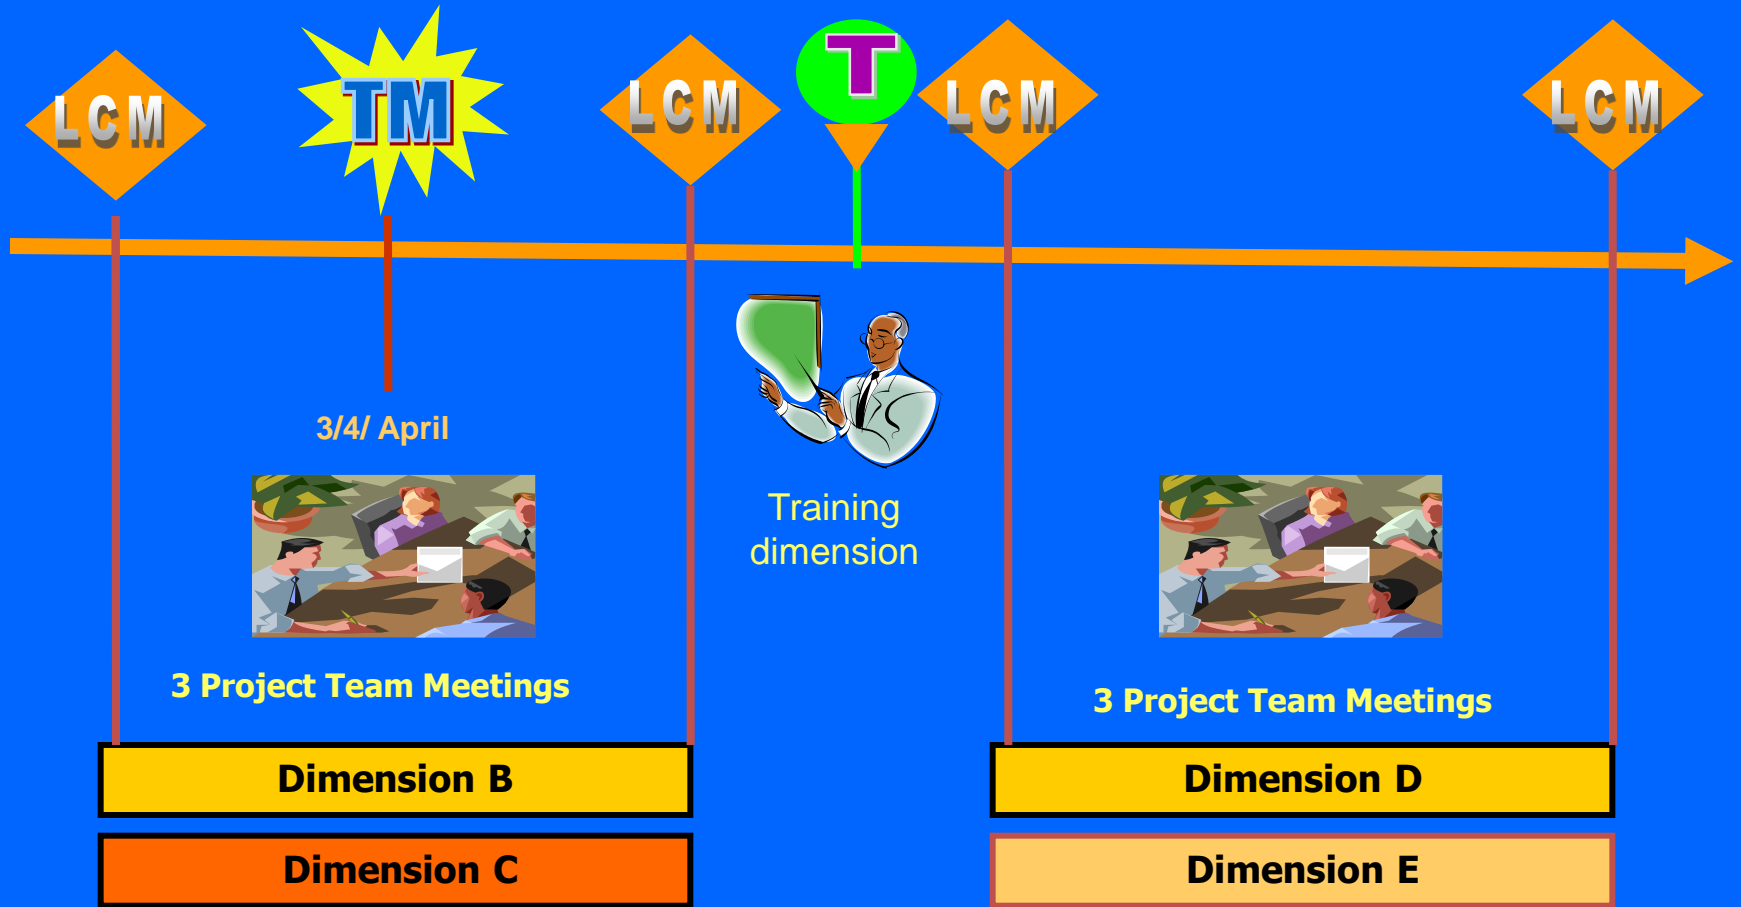 LCM
TM
LCM
T
LCM
LCM
3/4/ April
Training
dimension
3 Project Team Meetings
3 Project Team Meetings
Dimension B
Dimension D
Dimension C
Dimension E